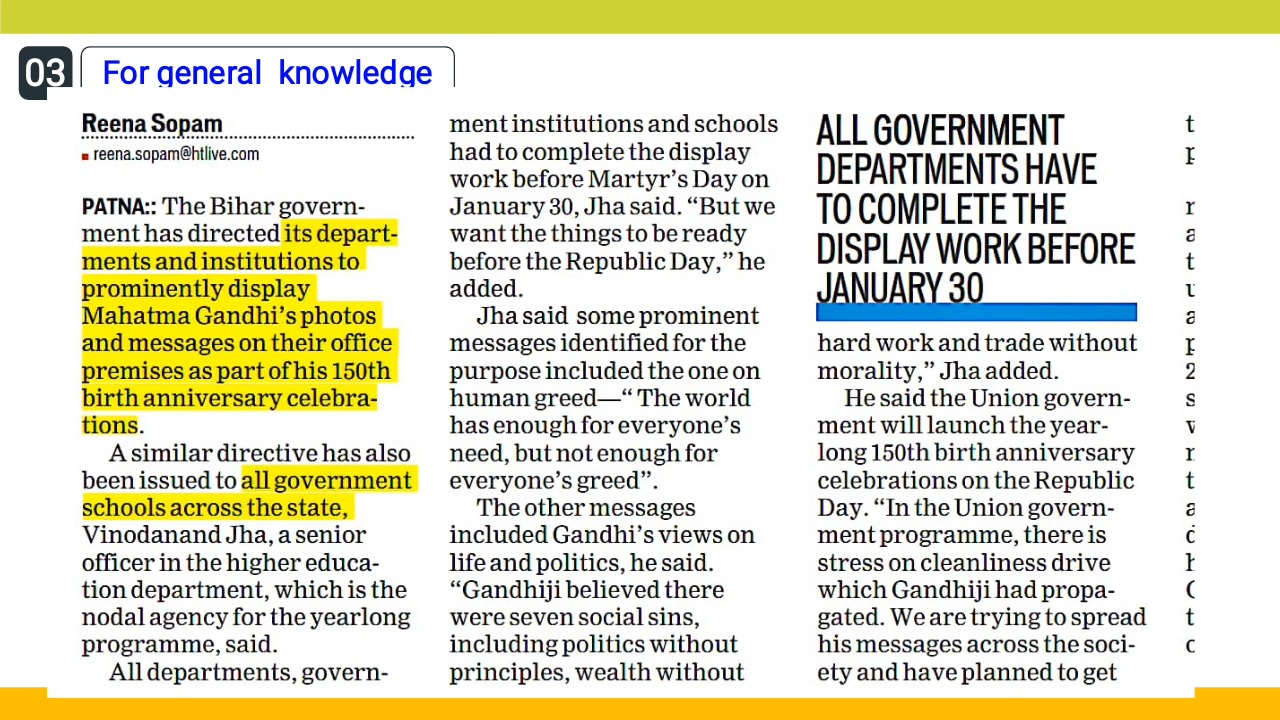 03
For general knowledge
Reena Sopam
reena.sopam@htlive.com
PATNA:: The Bihar govern-
ment has directed its depart-
ments and institutions to
prominently display
Mahatma Gandhi's photos
and messages on their office
premises as part of his 150th
birth anniversary celebra-
tions.
A similar directive has also
been issued to all government
schools across the state,
Vinodanand Jha, a senior
officer in the higher educa-
tion department, which is the
nodal agency for the yearlong
programme, said.
All departments, govern-
ment institutions and schools
had to complete the display
work before Martyr's Day on
January 30, Jha said. "But we
want the things to be ready
before the Republic Day," he
added.
Jha said some prominent
messages identified for the
purpose included the one on
human greed—" The world
has enough for everyone's
need, but not enough for
everyone's greed".
The other messages
included Gandhi's views on
life and politics, he said.
"Gandhiji believed there
were seven social sins,
including politics without
principles, wealth without
ALL GOVERNMENT
DEPARTMENTS HAVE
TO COMPLETE THE
DISPLAY WORK BEFORE
JANUARY 30
hard work and trade without
morality," Jha added.
He said the Union govern-
ment will launch the year-
long 150th birth anniversary
celebrations on the Republic
Day. "In the Union govern-
ment programme, there is
stress on cleanliness drive
which Gandhiji had propa-
gated. We are trying to spread
his messages across the soci-
ety and have planned to get